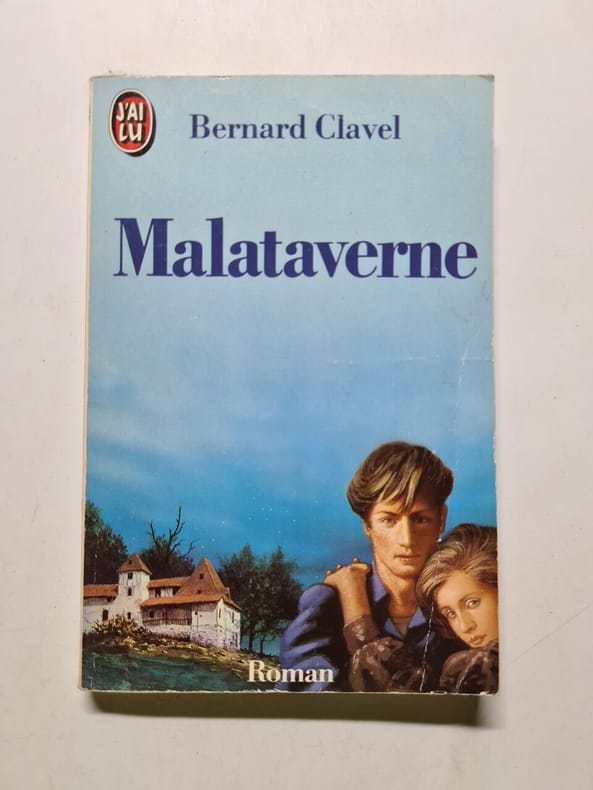 J'AI
LU
Bernard Clavel
Malataverne
Roman